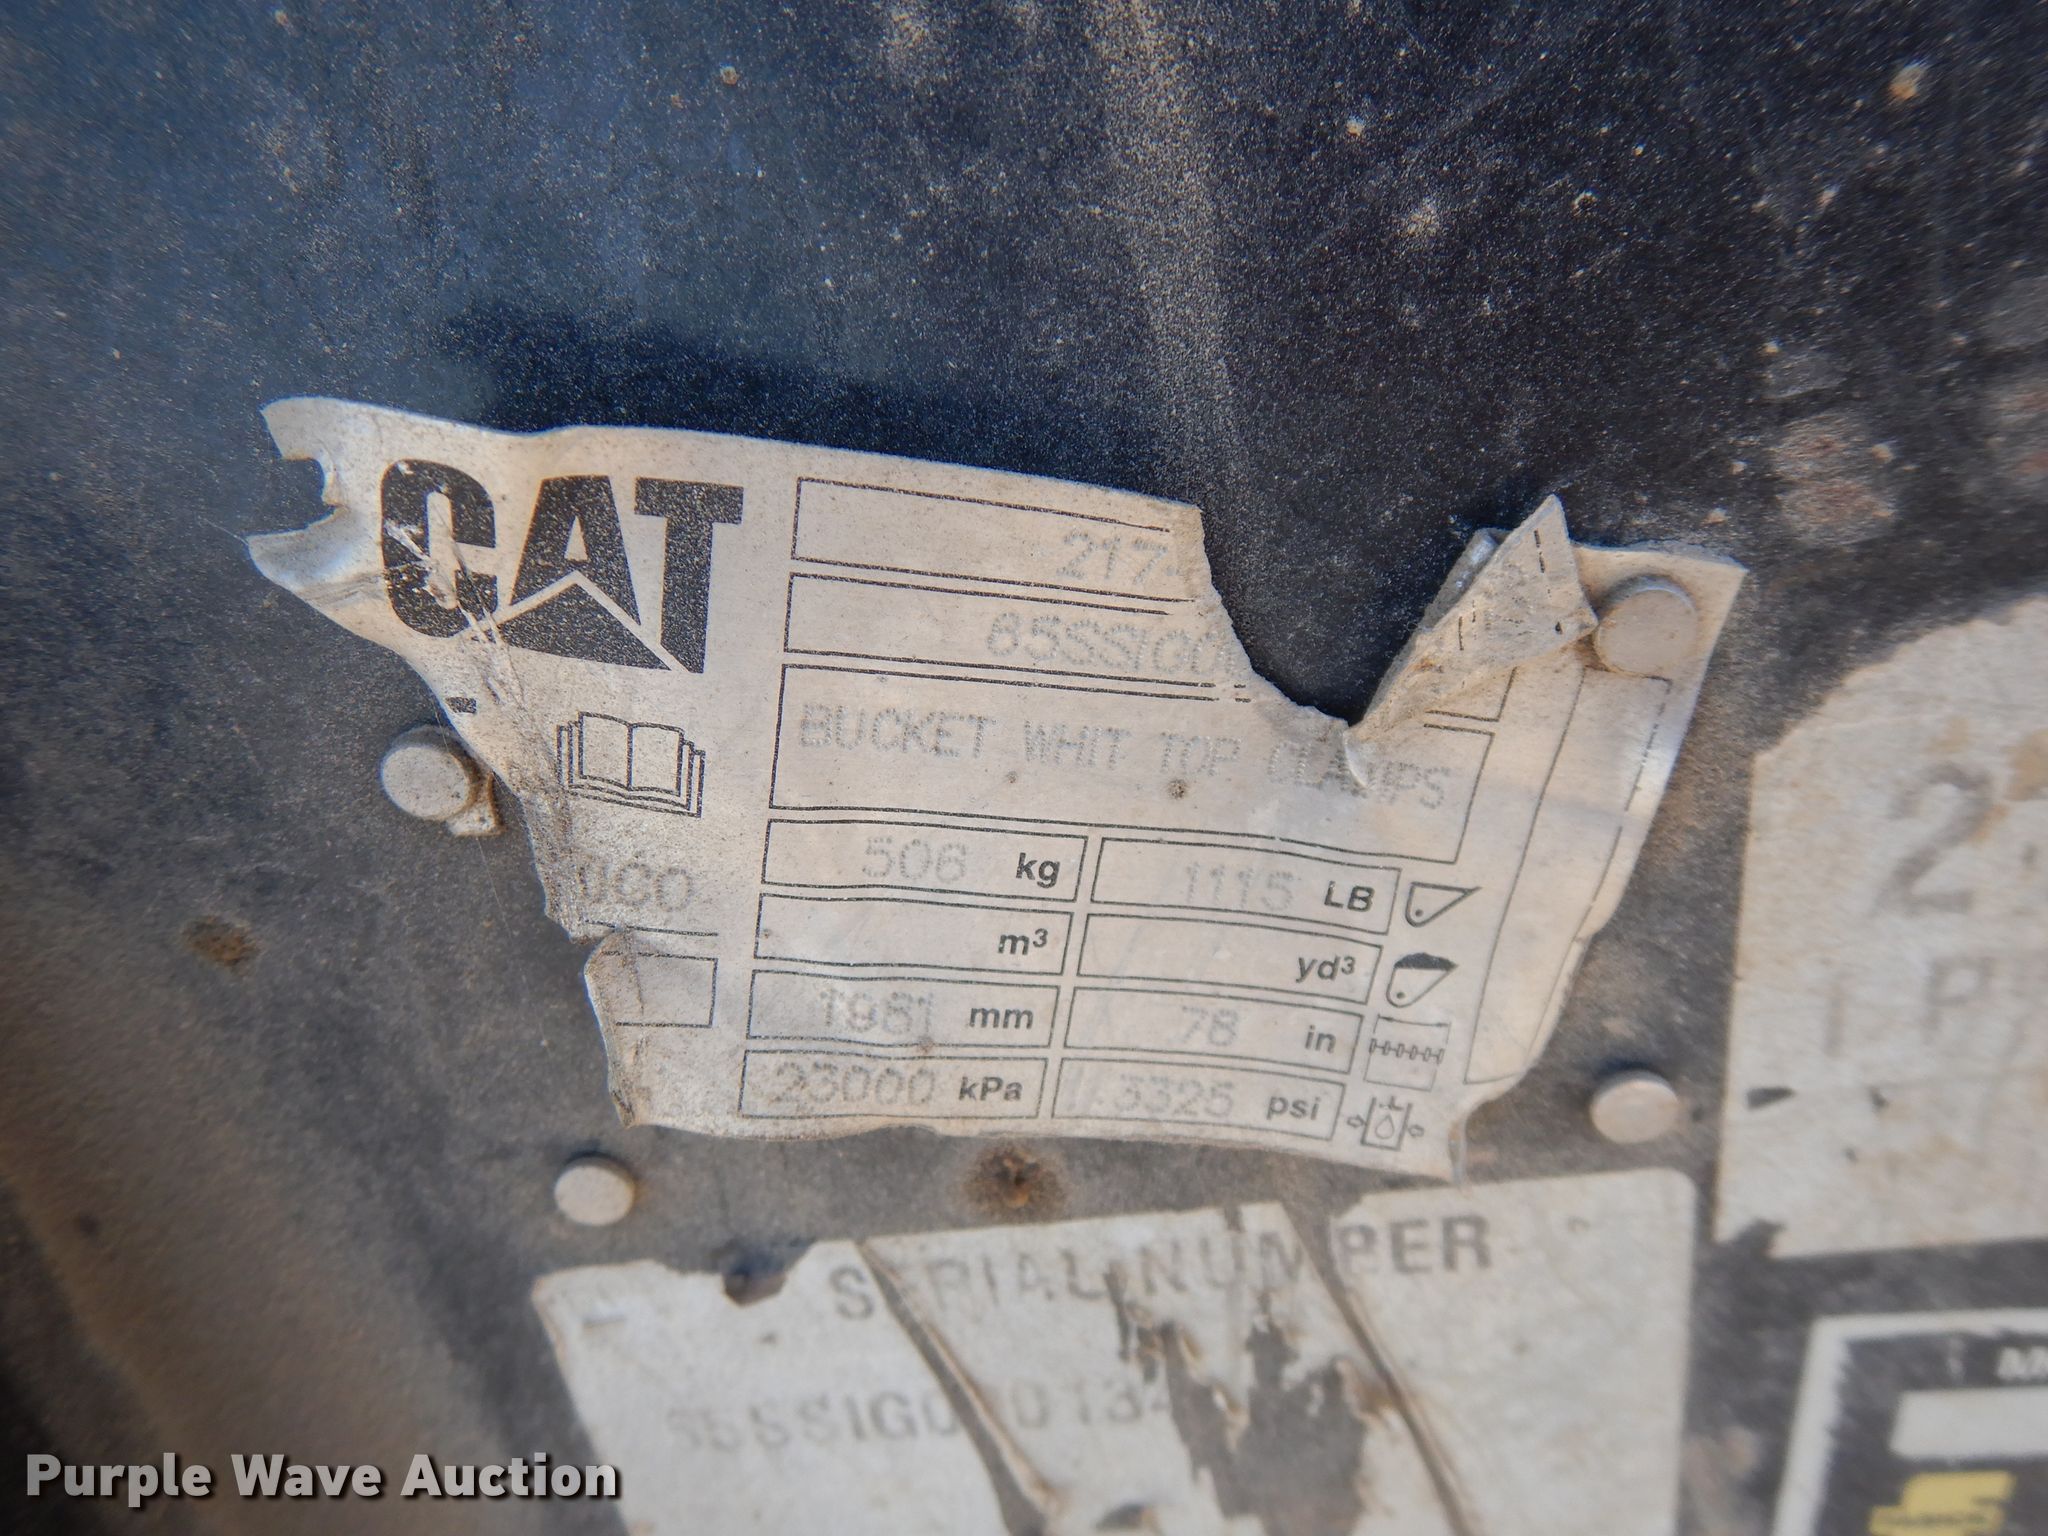 CAT
217-
65SSIG0
BUCKET WHIT TOP CLAMPS
506 kg 1115 LB
m³ yd³
1981 mm 78 in
23000 kPa 3325 psi
SERIAL NUMBER
Purple Wave Auction